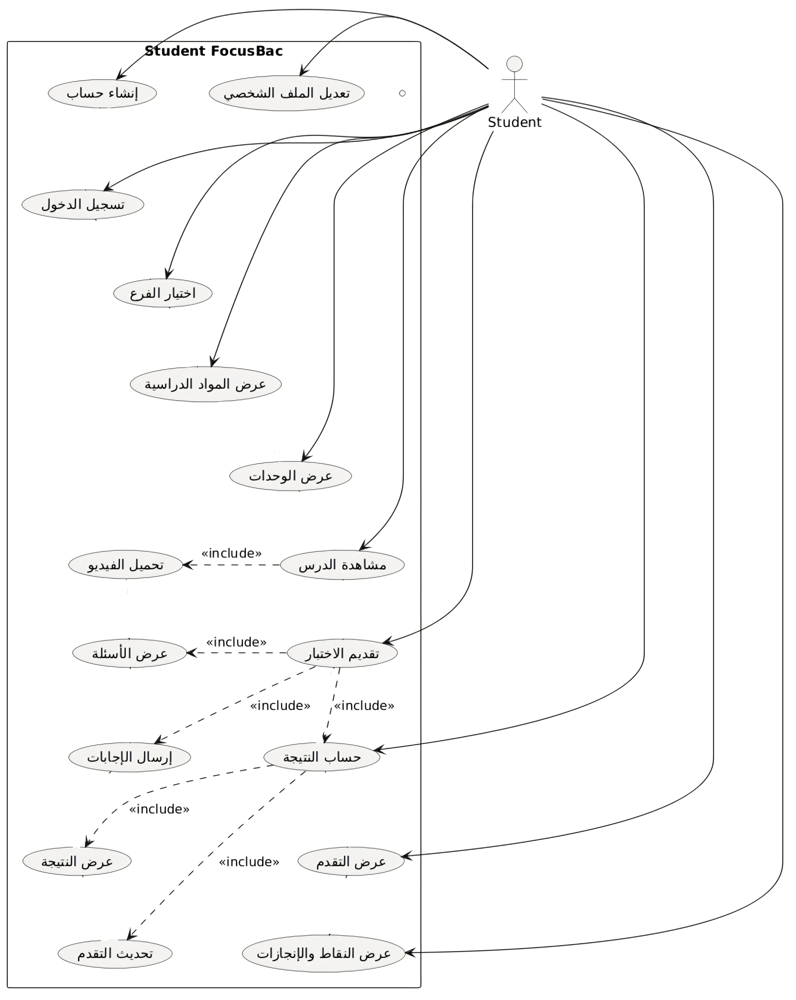 Student FocusBac
إنشاء حساب
تعديل الملف الشخصي
Student
تسجيل الدخول
اختيار الفرع
عرض المواد الدراسية
عرض الوحدات
تحميل الفيديو
«include»
مشاهدة الدرس
عرض الأسئلة
«include»
تقديم الاختبار
«include»
«include»
إرسال الإجابات
حساب النتيجة
«include»
عرض النتيجة
«include»
عرض التقدم
تحديث التقدم
عرض النقاط والإنجازات